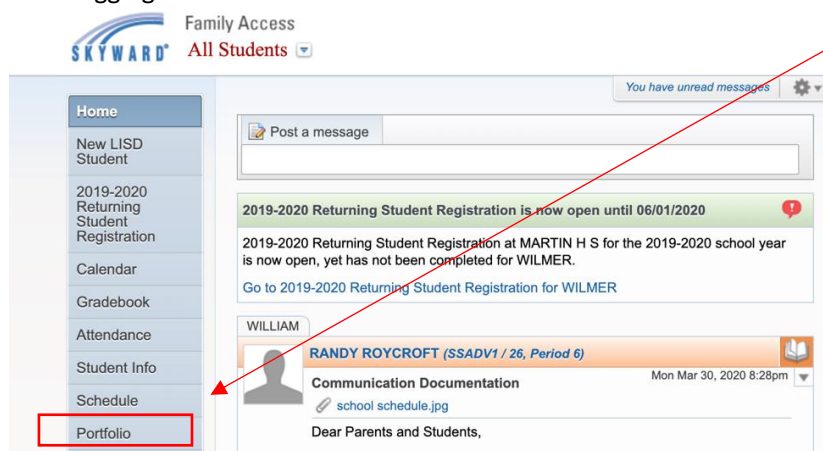 Family Access
SKYWARD®
All Students
You have unread messages
Home
New LISD
Student
2019-2020
Returning
Student
Registration
Calendar
Gradebook
Attendance
Student Info
Schedule
Portfolio
Post a message
2019-2020 Returning Student Registration is now open until 06/01/2020
2019-2020 Returning Student Registration at MARTIN H S for the 2019-2020 school year
is now open, yet has not been completed for WILMER.
Go to 2019-2020 Returning Student Registration for WILMER
WILLIAM
RANDY ROYCROFT (SSADV1 / 26, Period 6)
Communication Documentation
Mon Mar 30, 2020 8:28pm
school schedule.jpg
Dear Parents and Students,